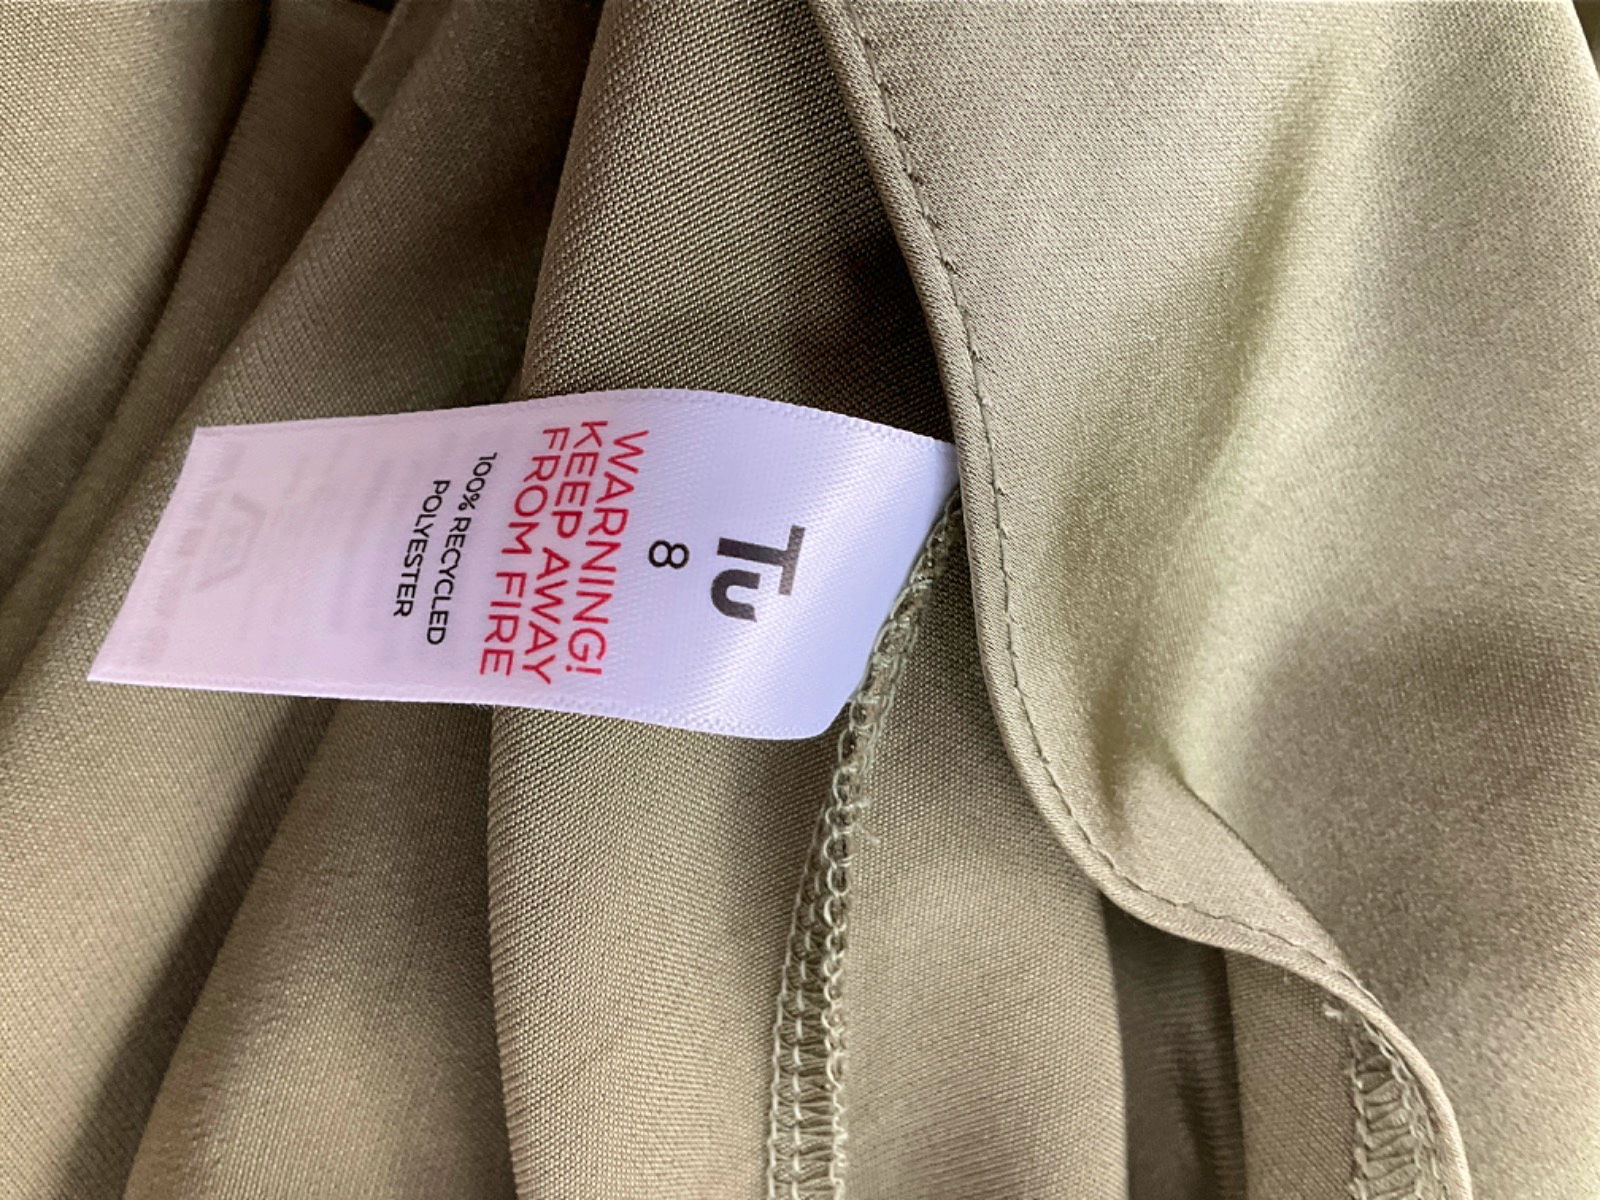 Tu
8
WARNING!
KEEP AWAY
FROM FIRE
100% RECYCLED
POLYESTER